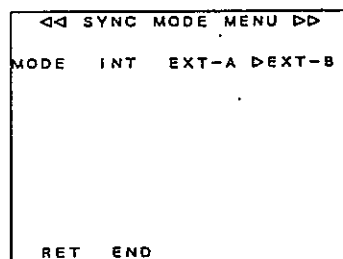 ◁◁ SYNC MODE MENU ▷▷
MODE INT EXT-A ▷EXT-B
RET END